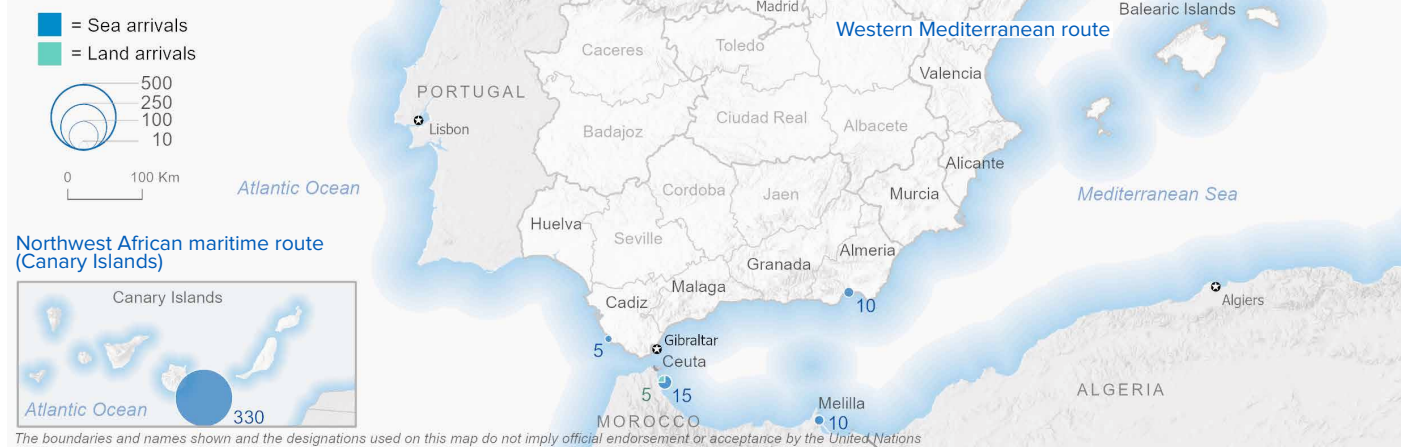 = Sea arrivals
= Land arrivals
500
250
100
10
0 100 Km
Madrid
Balearic Islands
Western Mediterranean route
Caceres
Toledo
Valencia
PORTUGAL
Lisbon
Badajoz
Ciudad Real
Albacete
Alicante
Atlantic Ocean
Cordoba
Jaen
Murcia
Mediterranean Sea
Huelva
Seville
Almeria
Granada
Northwest African maritime route
(Canary Islands)
Malaga
Cadiz
10
Algiers
Canary Islands
Gibraltar
5
Ceuta
5 15
ALGERIA
Melilla
10
MOROCCO
Atlantic Ocean
330
The boundaries and names shown and the designations used on this map do not imply official endorsement or acceptance by the United Nations